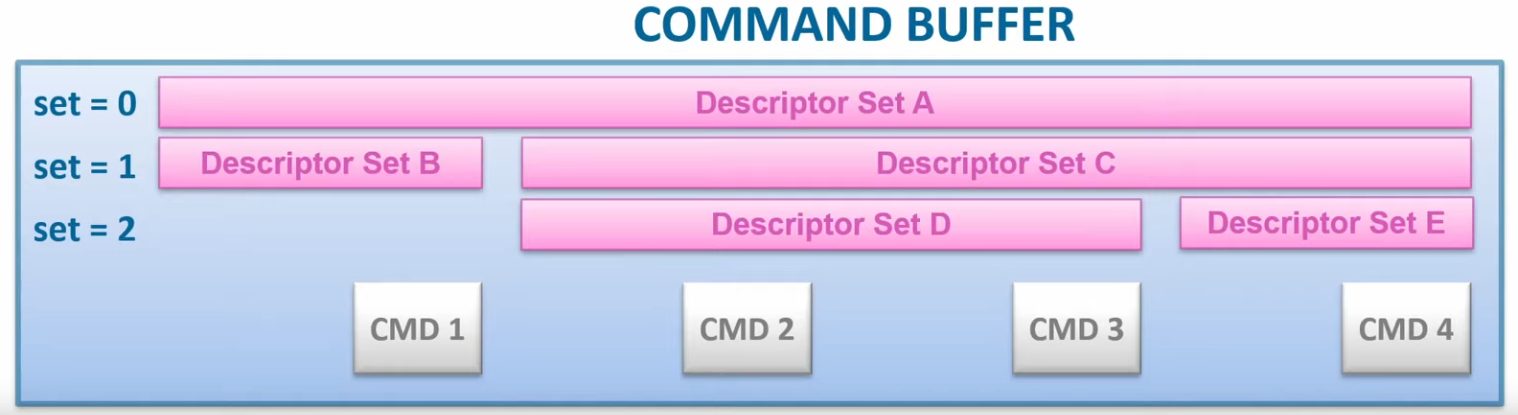 COMMAND BUFFER
set = 0 Descriptor Set A
set = 1 Descriptor Set B Descriptor Set C
set = 2 Descriptor Set D Descriptor Set E
CMD 1 CMD 2 CMD 3 CMD 4